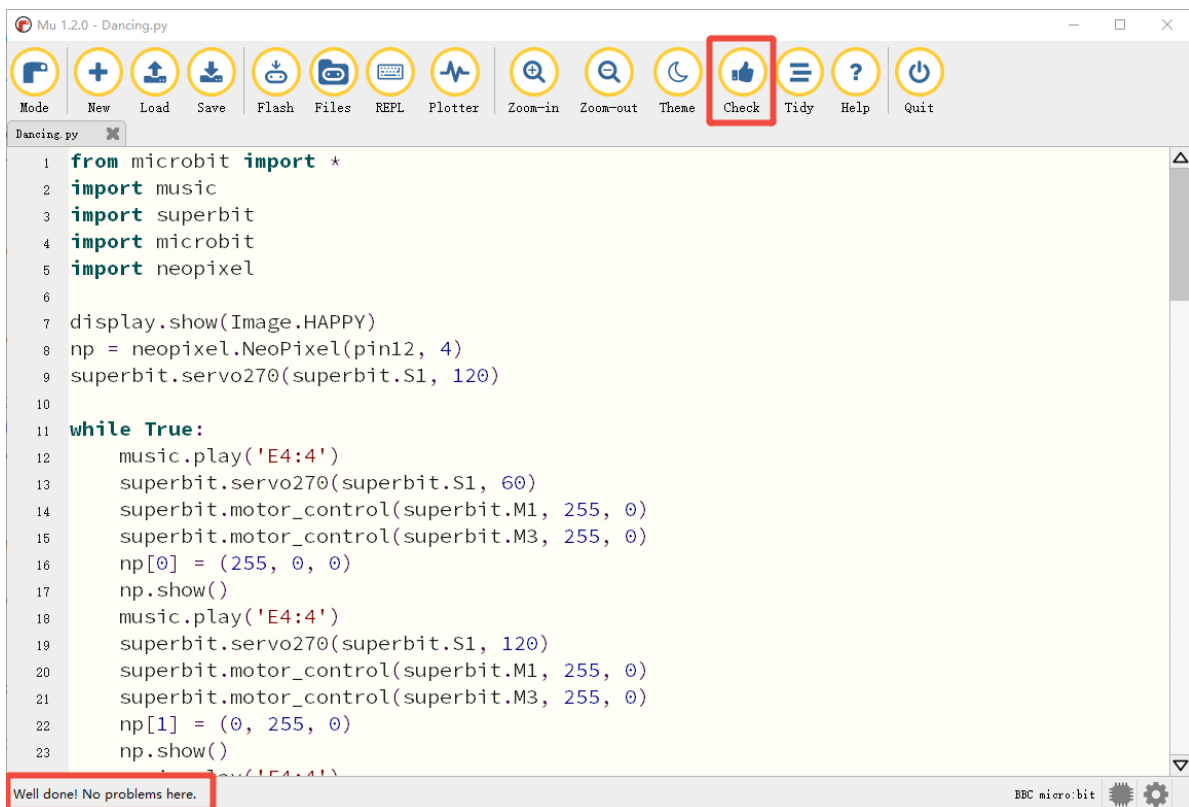 Mu 1.2.0 - Dancing.py
Mode New Load Save Flash Files REPL Plotter Zoom-in Zoom-out Theme Check Tidy Help Quit
Dancing.py
1 from microbit import *
2 import music
3 import superbit
4 import microbit
5 import neopixel
6
7 display.show(Image.HAPPY)
8 np = neopixel.NeoPixel(pin12, 4)
9 superbit.servo270(superbit.S1, 120)
10
11 while True:
12     music.play('E4:4')
13     superbit.servo270(superbit.S1, 60)
14     superbit.motor_control(superbit.M1, 255, 0)
15     superbit.motor_control(superbit.M3, 255, 0)
16     np[0] = (255, 0, 0)
17     np.show()
18     music.play('E4:4')
19     superbit.servo270(superbit.S1, 120)
20     superbit.motor_control(superbit.M1, 255, 0)
21     superbit.motor_control(superbit.M3, 255, 0)
22     np[1] = (0, 255, 0)
23     np.show()
Well done! No problems here.
BBC micro:bit